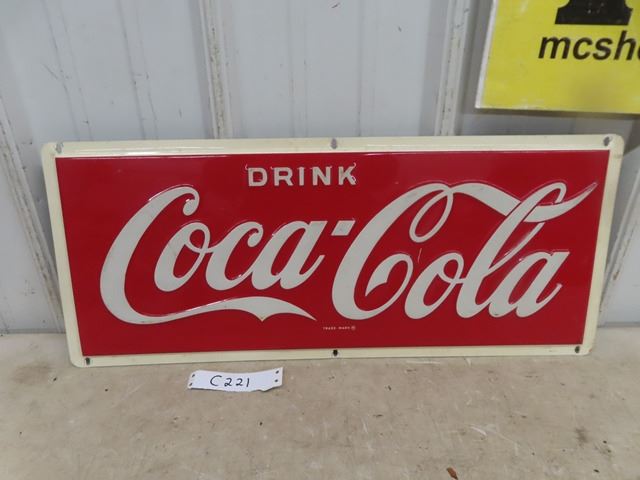 mcsh
DRINK
Coca-Cola
TRADE MARK ®
C221